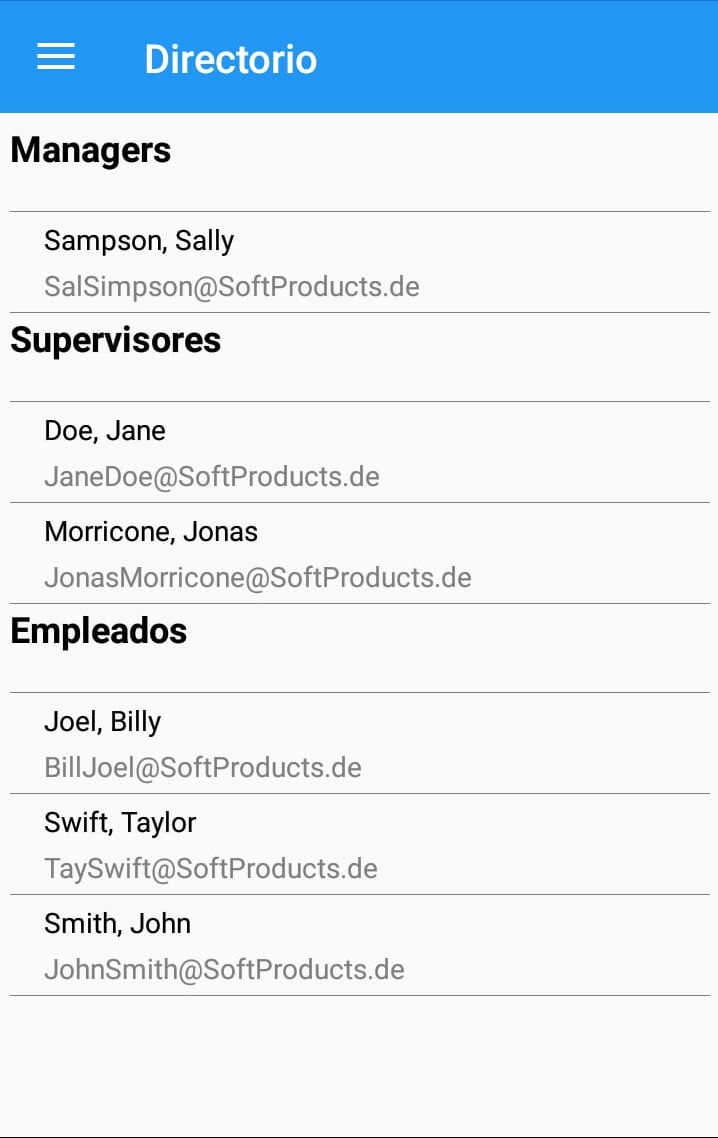 Directorio
Managers
Sampson, Sally
SalSimpson@SoftProducts.de
Supervisores
Doe, Jane
JaneDoe@SoftProducts.de
Morricone, Jonas
JonasMorricone@SoftProducts.de
Empleados
Joel, Billy
BillJoel@SoftProducts.de
Swift, Taylor
TaySwift@SoftProducts.de
Smith, John
JohnSmith@SoftProducts.de